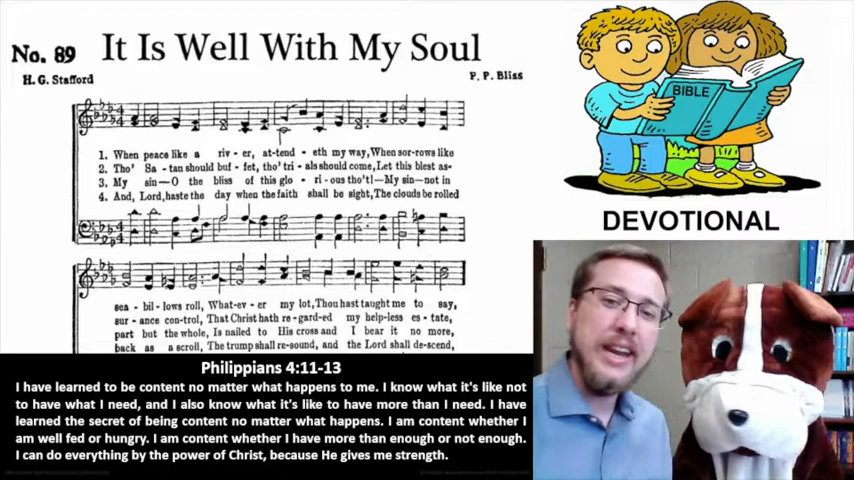 No. 89 It Is Well With My Soul
H. G. Stafford P. P. Bliss
1. When peace like a riv - er, at-tend - eth my way, When sor-rows like
2. Tho' Sa - tan should buf - fet, tho' tri - als should come, Let this blest as-
3. My sin—O the bliss of this glo - ri - ous tho't!—My sin—not in
4. And, Lord, haste the day when the faith shall be sight, The clouds be rolled
sea - bil - lows roll, What-ev - er my lot, Thou hast taught me to say,
sur - ance con-trol, That Christ hath re - gard-ed my help-less es - tate,
part but the whole, Is nailed to His cross and I bear it no more,
back as a scroll, The trump shall re-sound, and the Lord shall de-scend,
BIBLE
DEVOTIONAL
Philippians 4:11-13
I have learned to be content no matter what happens to me. I know what it's like not
to have what I need, and I also know what it's like to have more than I need. I have
learned the secret of being content no matter what happens. I am content whether I
am well fed or hungry. I am content whether I have more than enough or not enough.
I can do everything by the power of Christ, because He gives me strength.